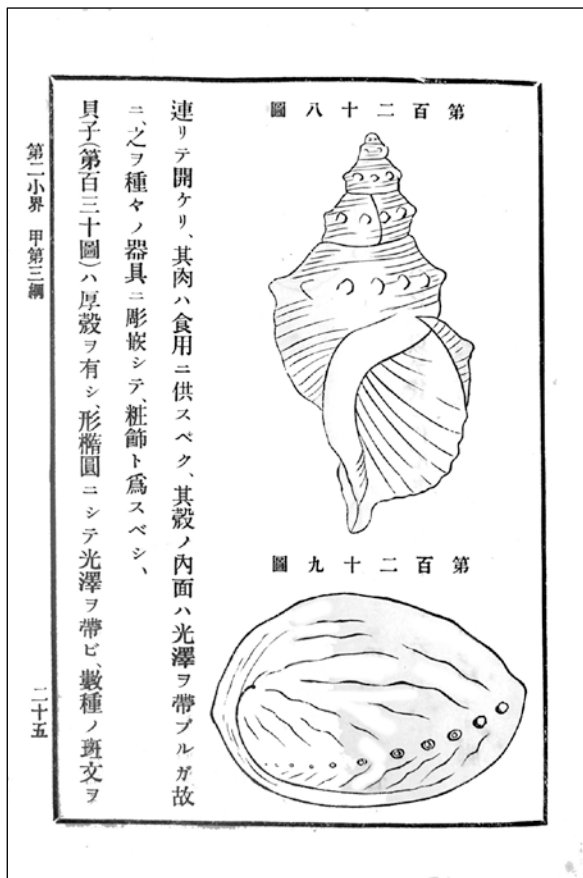 第百二十八圖
第百二十九圖
連リテ開ケリ、其肉ハ食用ニ供スベク、其殼ノ內面ハ光澤ヲ帶ブルガ故
ニ、之ヲ種々ノ器具ニ彫嵌シテ、粧節ト爲スベシ、
貝子(第百三十圖)ハ厚殼ヲ有シ、形橢圓ニシテ光澤ヲ帶ビ、數種ノ斑文ヲ
第二小界 甲第三綱
二十五